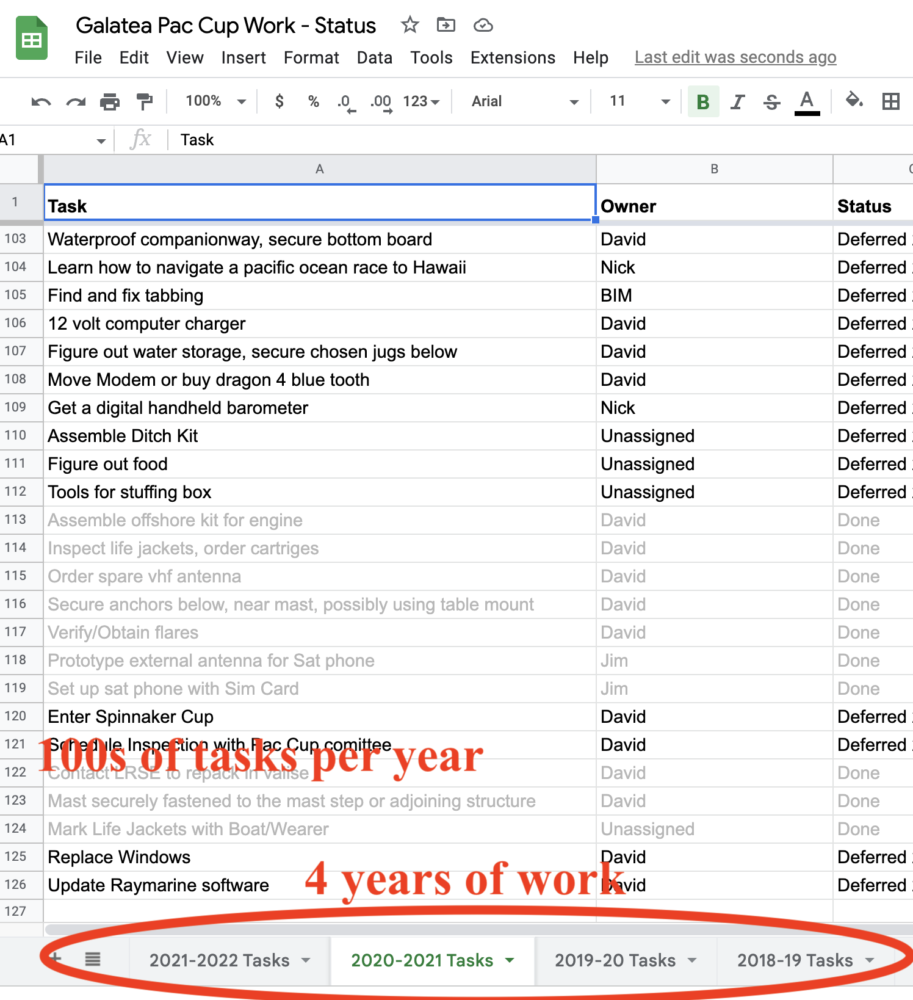 Galatea Pac Cup Work - Status
File Edit View Insert Format Data Tools Extensions Help Last edit was seconds ago
100% $ % .0 .00 123 Arial 11 B I S A
A1 fx Task
A B C
1 Task Owner Status
103 Waterproof companionway, secure bottom board David Deferred
104 Learn how to navigate a pacific ocean race to Hawaii Nick Deferred
105 Find and fix tabbing BIM Deferred
106 12 volt computer charger David Deferred
107 Figure out water storage, secure chosen jugs below David Deferred
108 Move Modem or buy dragon 4 blue tooth David Deferred
109 Get a digital handheld barometer Nick Deferred
110 Assemble Ditch Kit Unassigned Deferred
111 Figure out food Unassigned Deferred
112 Tools for stuffing box Unassigned Deferred
113 Assemble offshore kit for engine David Done
114 Inspect life jackets, order cartriges David Done
115 Order spare vhf antenna David Done
116 Secure anchors below, near mast, possibly using table mount David Done
117 Verify/Obtain flares David Done
118 Prototype external antenna for Sat phone Jim Done
119 Set up sat phone with Sim Card Jim Done
120 Enter Spinnaker Cup David Deferred
121 Schedule Inspection with Pac Cup comittee David Deferred
100s of tasks per year
122 Contact LRSE to repack in valise David Done
123 Mast securely fastened to the mast step or adjoining structure David Done
124 Mark Life Jackets with Boat/Wearer Unassigned Done
125 Replace Windows David Deferred
4 years of work
126 Update Raymarine software David Deferred
127
2021-2022 Tasks 2020-2021 Tasks 2019-20 Tasks 2018-19 Tasks